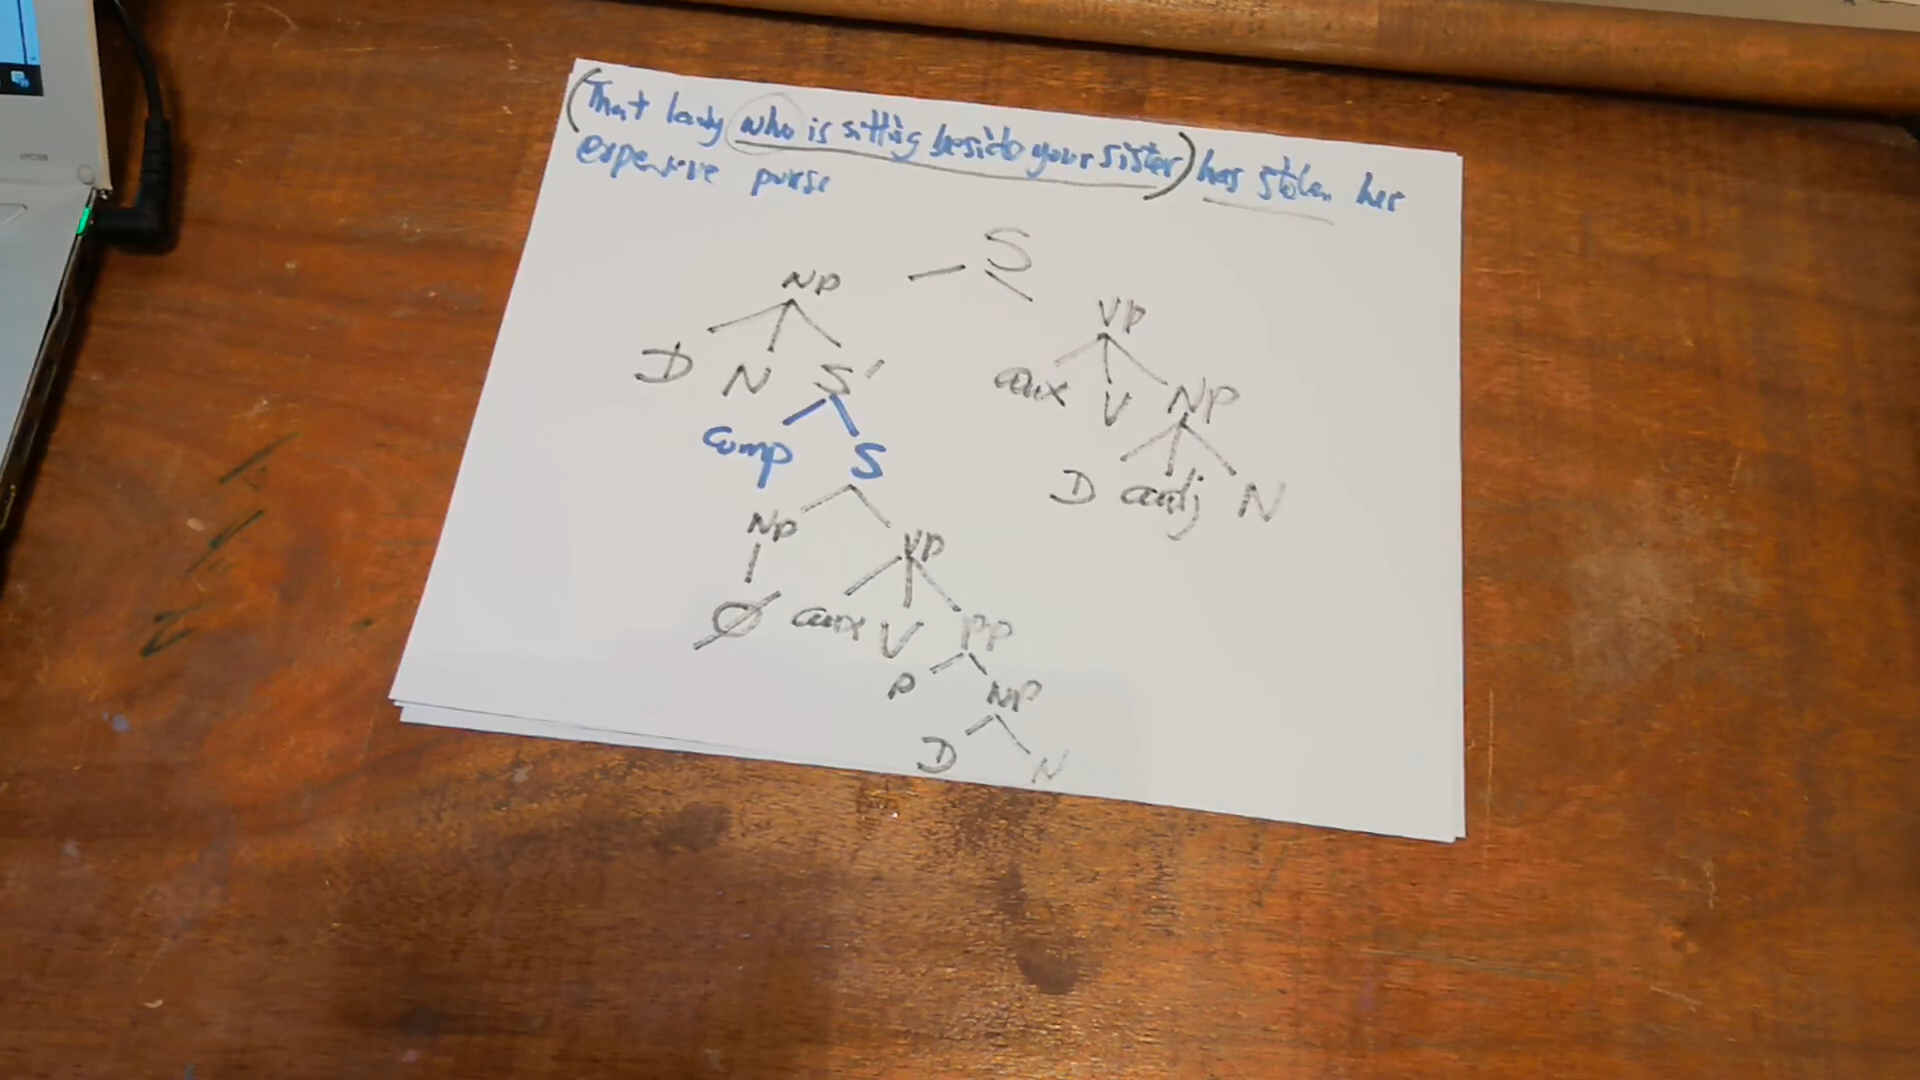 (That lady who is sitting beside your sister) has stolen her
expensive purse
S
NP VP
D N S' aux V NP
comp S D adj N
NP VP
Ø aux V PP
P NP
D N